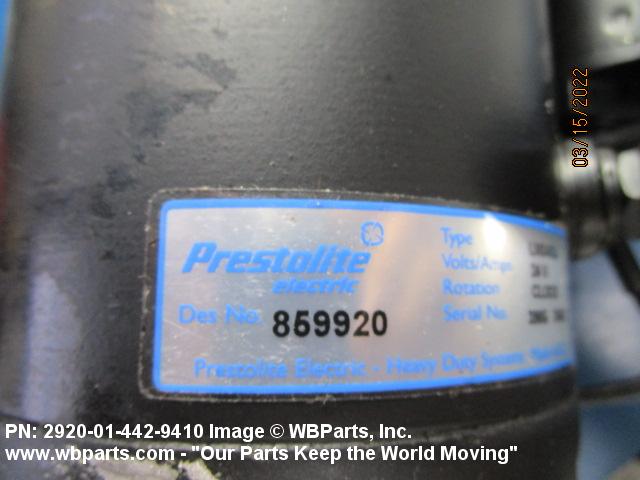 03/15/2022
Prestolite
electric
Type
Volts/Amps
Rotation
Serial No.
Des No. 859920
Prestolite Electric - Heavy Duty Systems
PN: 2920-01-442-9410 Image © WBParts, Inc.
www.wbparts.com - "Our Parts Keep the World Moving"